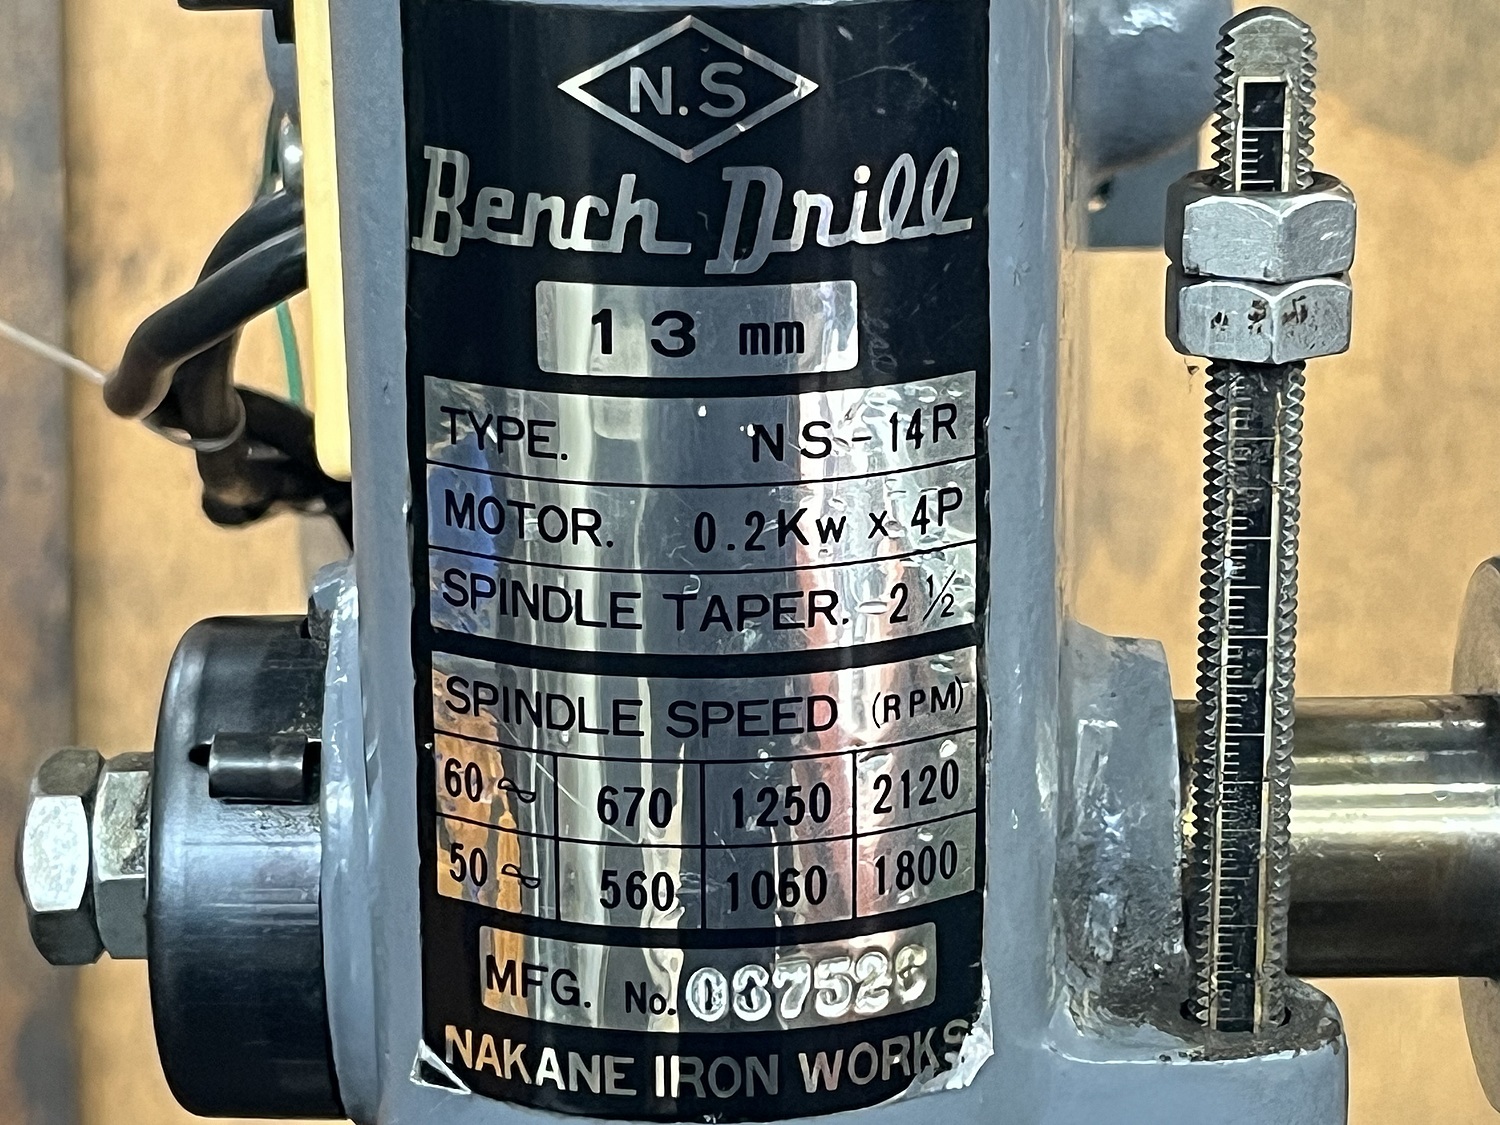 N.S
Bench Drill
13 mm
TYPE. NS-14R
MOTOR. 0.2Kw x 4P
SPINDLE TAPER. 2 1/2
SPINDLE SPEED (RPM)
60 ~ 670 1250 2120
50 ~ 560 1060 1800
MFG. No. 067526
NAKANE IRON WORKS